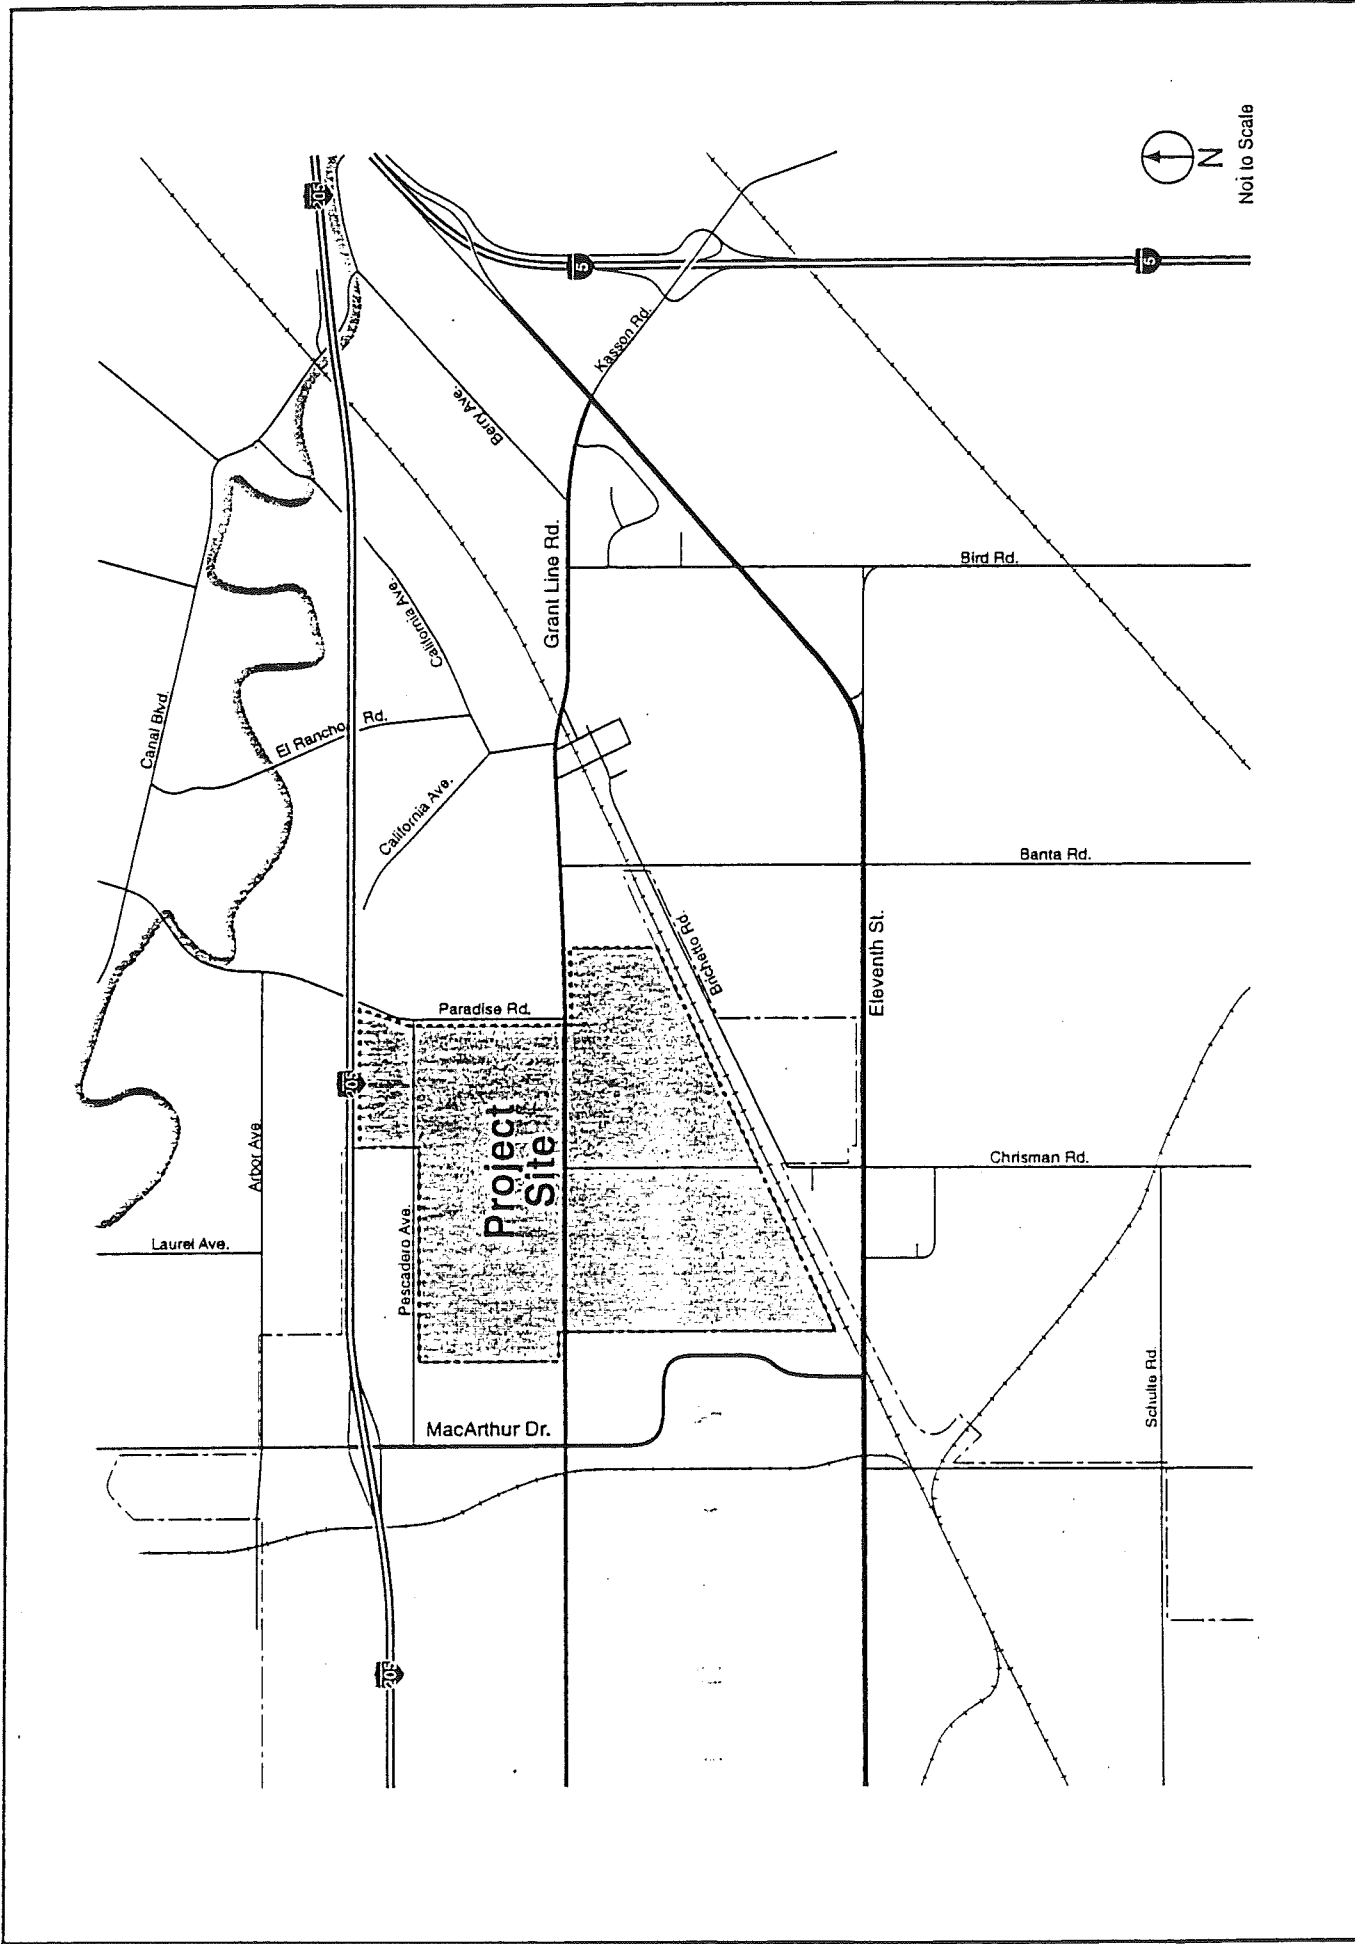 205
Canal Blvd.
El Rancho Rd.
California Ave.
California Ave.
Berry Ave.
Kasson Rd.
5
5
N
Not to Scale
Grant Line Rd.
Bird Rd.
Banta Rd.
Brichetto Rd.
Eleventh St.
Paradise Rd.
205
Arbor Ave
Laurel Ave.
Pescadero Ave.
Project
Site
Chrisman Rd.
MacArthur Dr.
Schulte Rd.
205